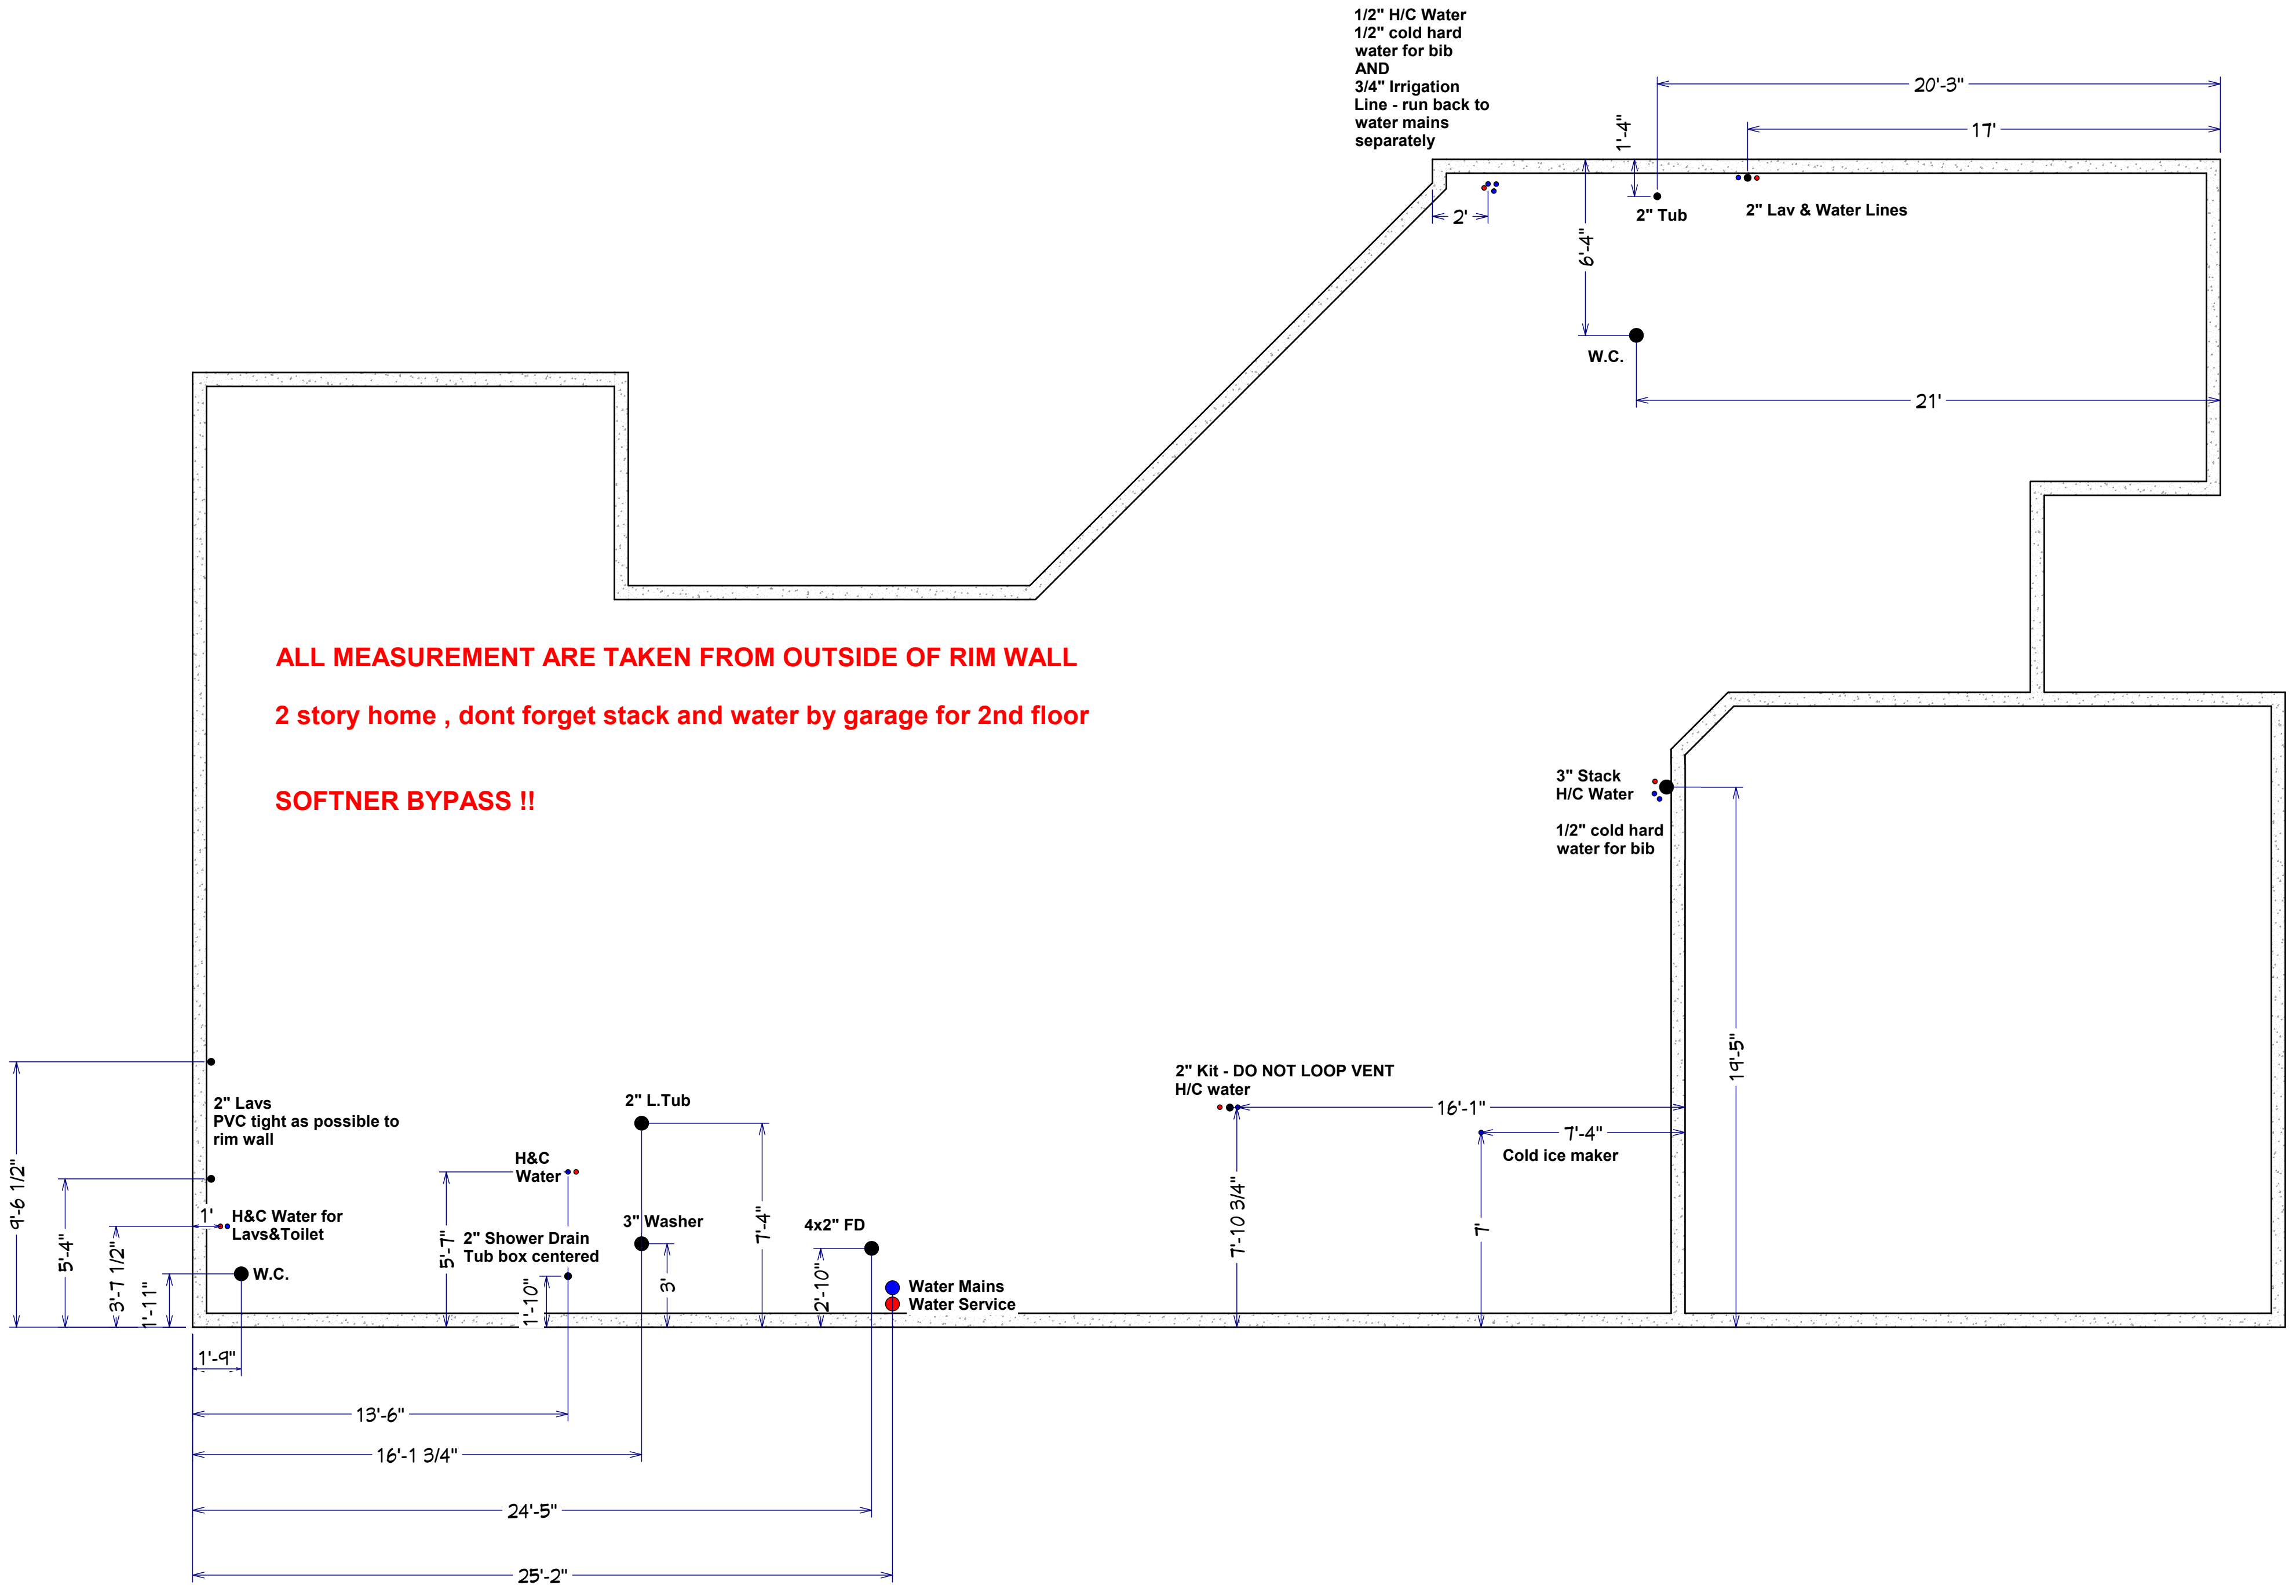 1/2" H/C Water
1/2" cold hard
water for bib
AND
3/4" Irrigation
Line - run back to
water mains
separately
20'-3"
17'
1'-4"
2'
2" Tub
2" Lav & Water Lines
6'-4"
W.C.
21'
ALL MEASUREMENT ARE TAKEN FROM OUTSIDE OF RIM WALL
2 story home , dont forget stack and water by garage for 2nd floor
SOFTNER BYPASS !!
3" Stack
H/C Water
1/2" cold hard
water for bib
19'-5"
2" Kit - DO NOT LOOP VENT
H/C water
16'-1"
7'-4"
Cold ice maker
7'-10 3/4"
7'
2" Lavs
PVC tight as possible to
rim wall
2" L.Tub
H&C
Water
9'-6 1/2"
5'-4"
3'-7 1/2"
1'-11"
1'
H&C Water for
Lavs&Toilet
W.C.
5'-7"
2" Shower Drain
Tub box centered
1'-10"
3" Washer
3'
7'-4"
4x2" FD
2'-10"
Water Mains
Water Service
1'-9"
13'-6"
16'-1 3/4"
24'-5"
25'-2"